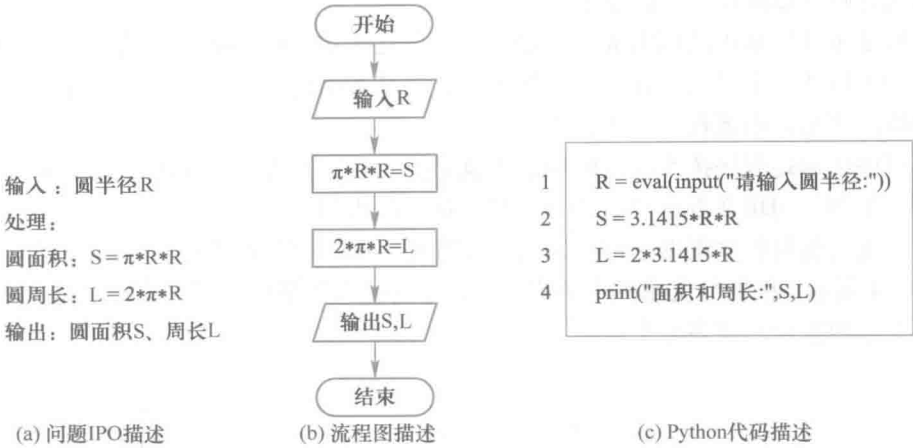 输入：圆半径R
处理：
圆面积：S = π*R*R
圆周长：L = 2*π*R
输出：圆面积S、周长L
(a) 问题IPO描述
开始
输入R
π*R*R=S
2*π*R=L
输出S,L
结束
(b) 流程图描述
1 R = eval(input("请输入圆半径:"))
2 S = 3.1415*R*R
3 L = 2*3.1415*R
4 print("面积和周长:",S,L)
(c) Python代码描述